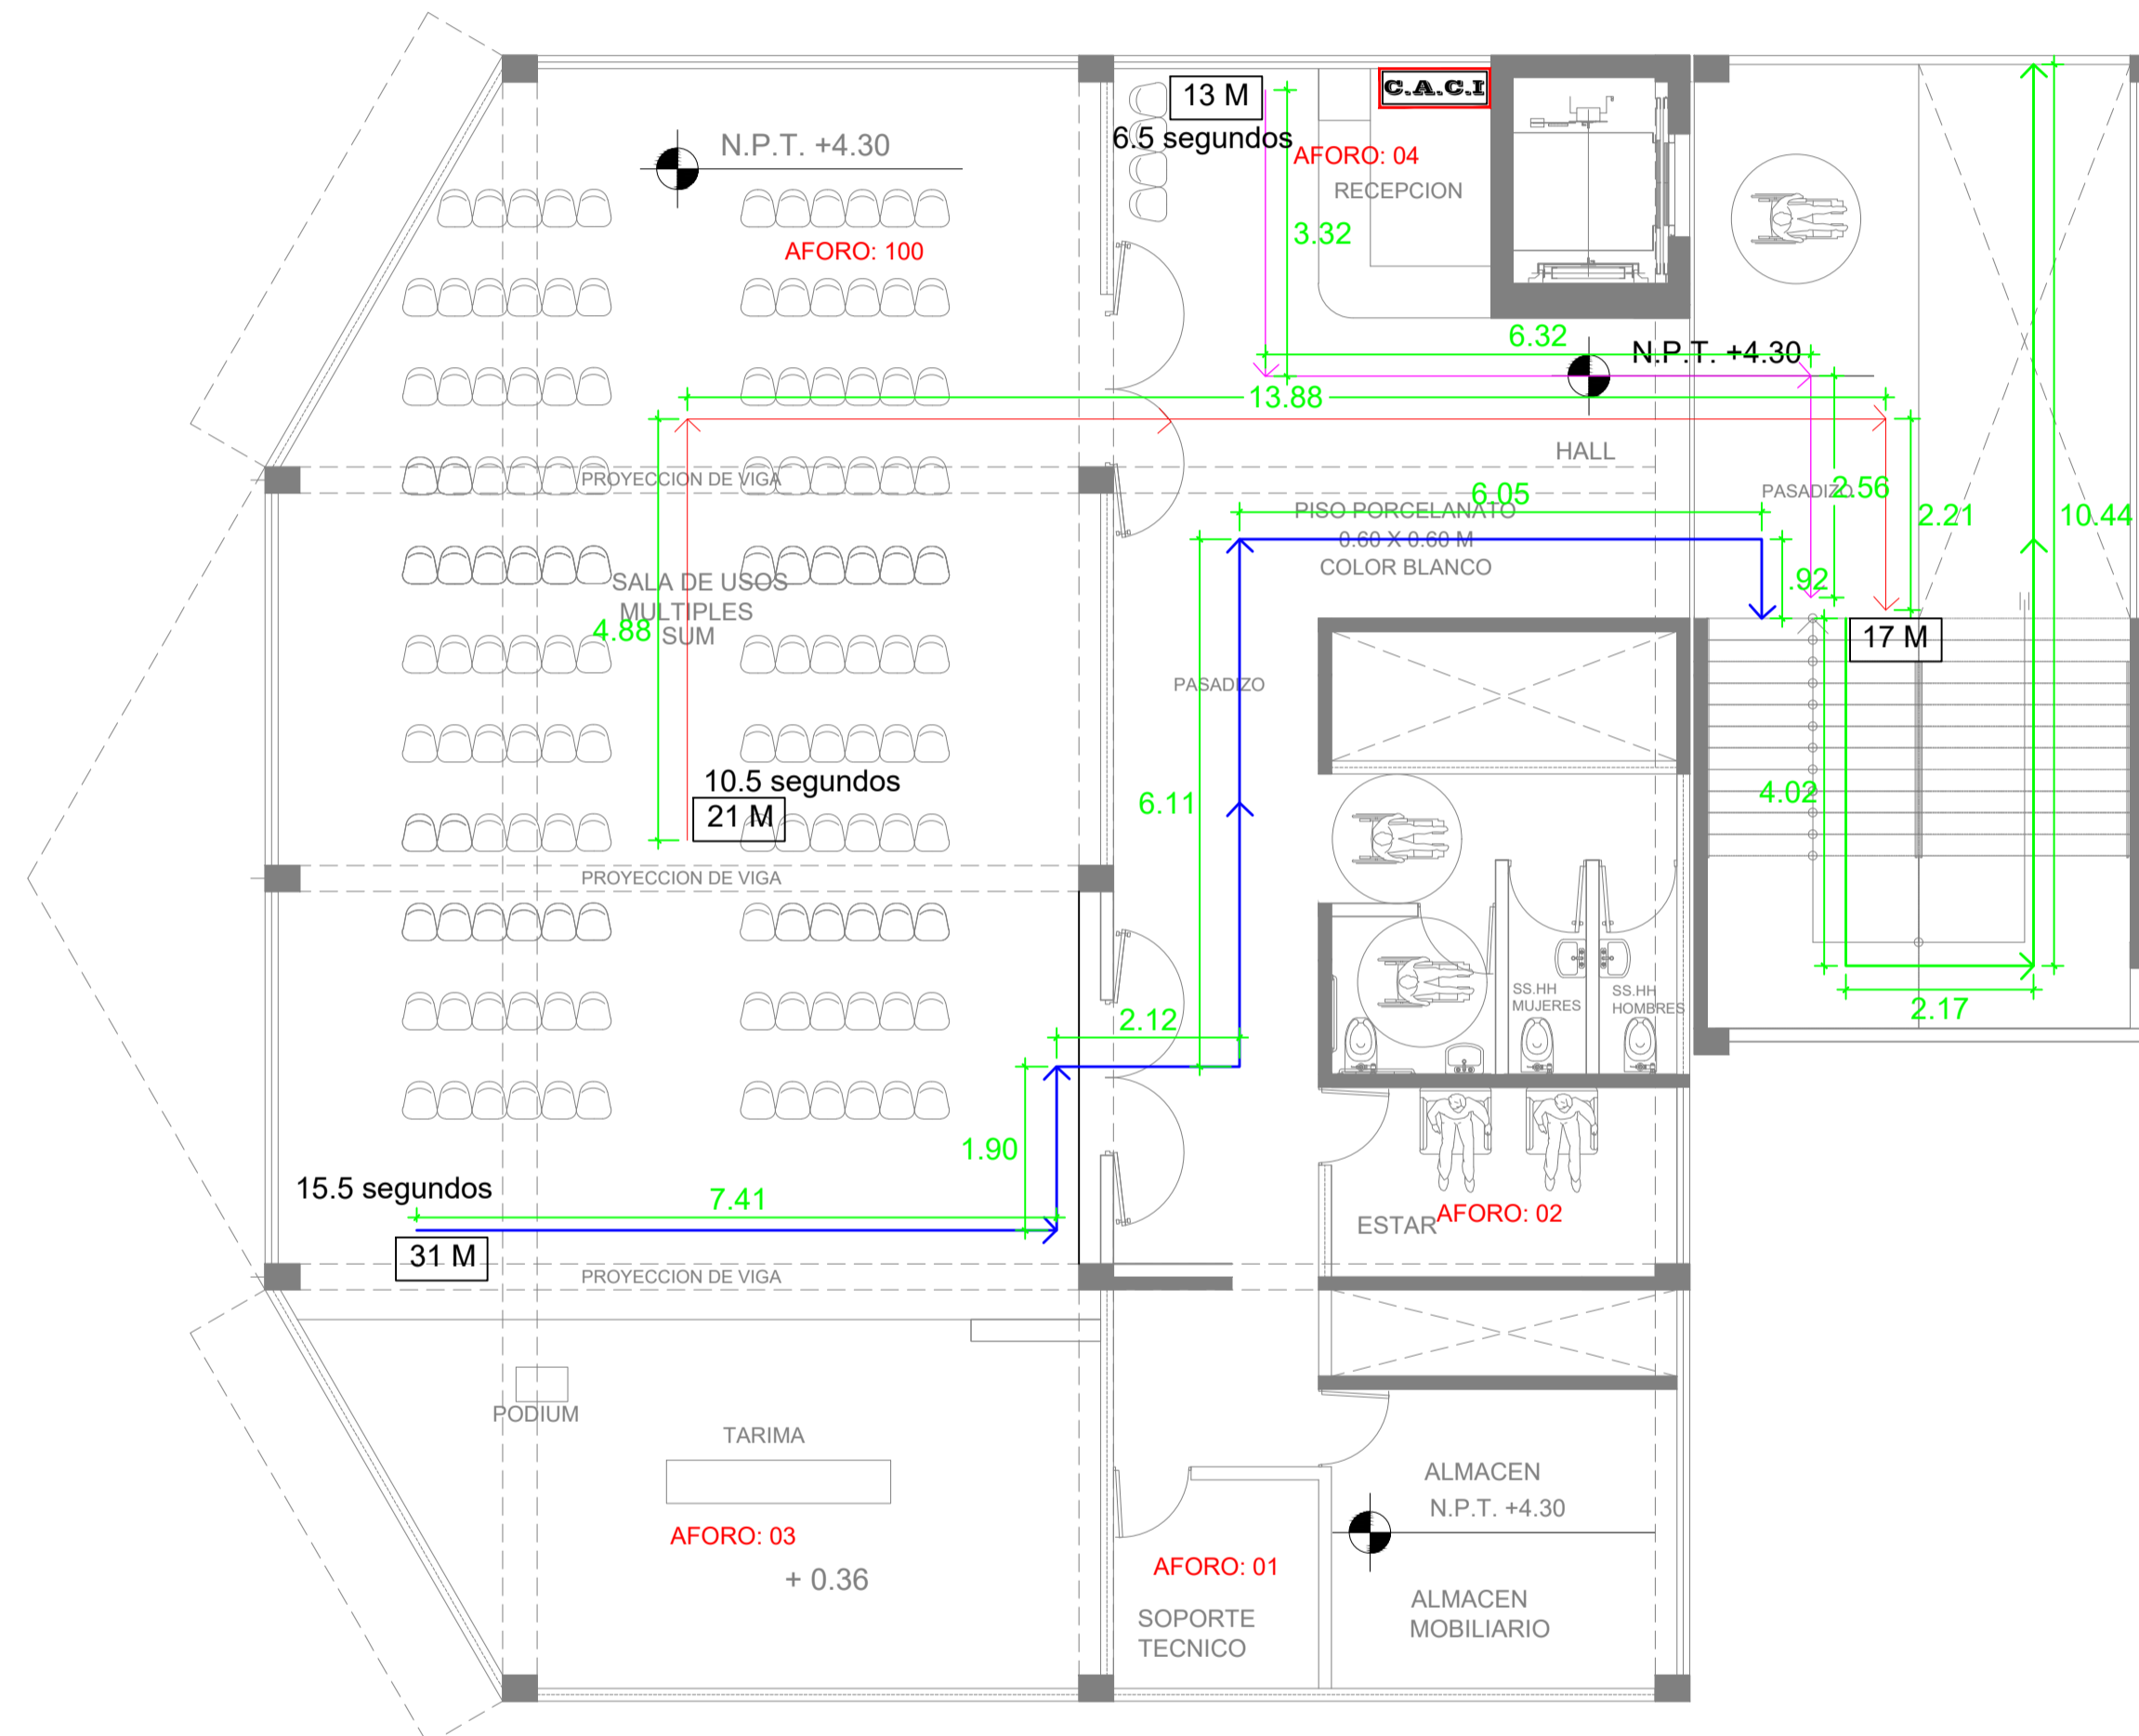 13 M
C.A.C.I
N.P.T. +4.30
6.5 segundos
AFORO: 04
RECEPCION
AFORO: 100
3.32
6.32
N.P.T. +4.30
13.88
HALL
PROYECCION DE VIGA
6.05
PASADIZO
2.56
PISO PORCELANATO
0.60 X 0.60 M
COLOR BLANCO
2.21
10.44
.92
SALA DE USOS
MULTIPLES
SUM
4.88
17 M
PASADIZO
10.5 segundos
21 M
6.11
4.02
PROYECCION DE VIGA
SS.HH
MUJERES
SS.HH
HOMBRES
2.17
2.12
1.90
15.5 segundos
7.41
AFORO: 02
ESTAR
31 M
PROYECCION DE VIGA
PODIUM
TARIMA
ALMACEN
N.P.T. +4.30
AFORO: 03
AFORO: 01
+ 0.36
ALMACEN
MOBILIARIO
SOPORTE
TECNICO